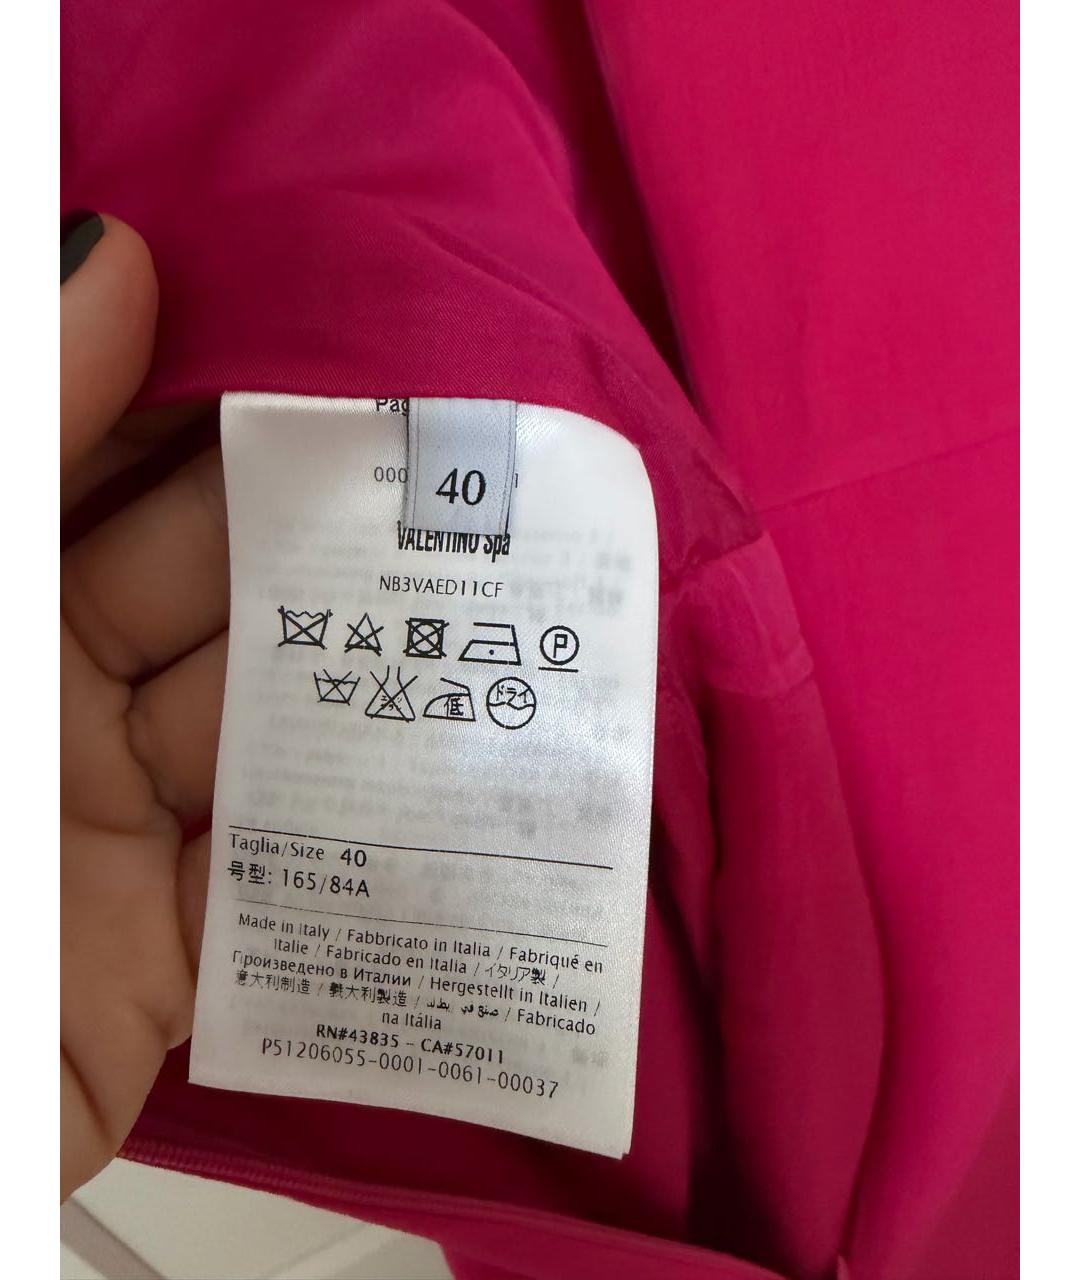 Pag
40
000
VALENTINO Spa
NB3VAED11CF
P
低 ドライ
Taglia/Size 40
号型: 165/84A
Made in Italy / Fabbricato in Italia / Fabriqué en
Italie / Fabricado en Italia / イタリア製 /
Произведено в Италии / Hergestellt in Italien /
意大利制造 / 義大利製造 / صنع في إيطاليا / Fabricado
na Itália
RN#43835 - CA#57011
P51206055-0001-0061-00037